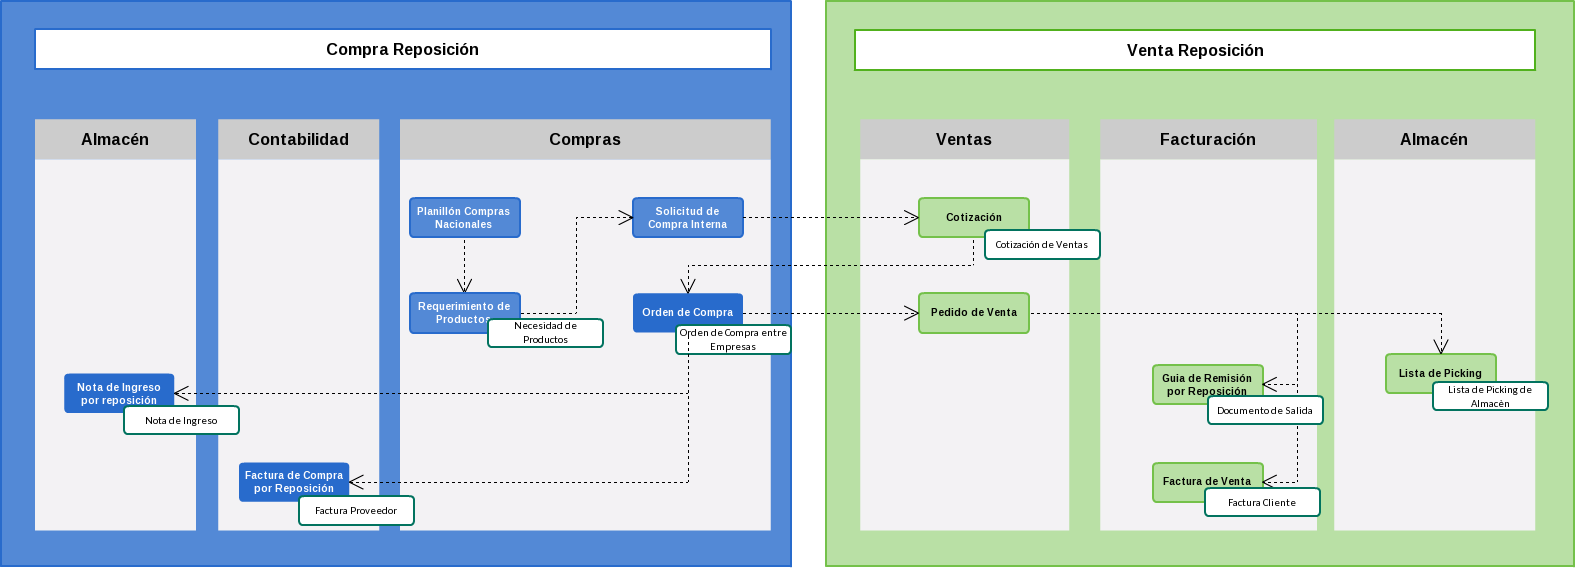 Compra Reposición
Almacén
Contabilidad
Compras
Planillón Compras
Nacionales
Solicitud de
Compra Interna
Requerimiento de
Productos
Necesidad de
Productos
Orden de Compra
Orden de Compra entre
Empresas
Nota de Ingreso
por reposición
Nota de Ingreso
Factura de Compra
por Reposición
Factura Proveedor
Venta Reposición
Ventas
Facturación
Almacén
Cotización
Cotización de Ventas
Pedido de Venta
Guia de Remisión
por Reposición
Documento de Salida
Lista de Picking
Lista de Picking de
Almacén
Factura de Venta
Factura Cliente